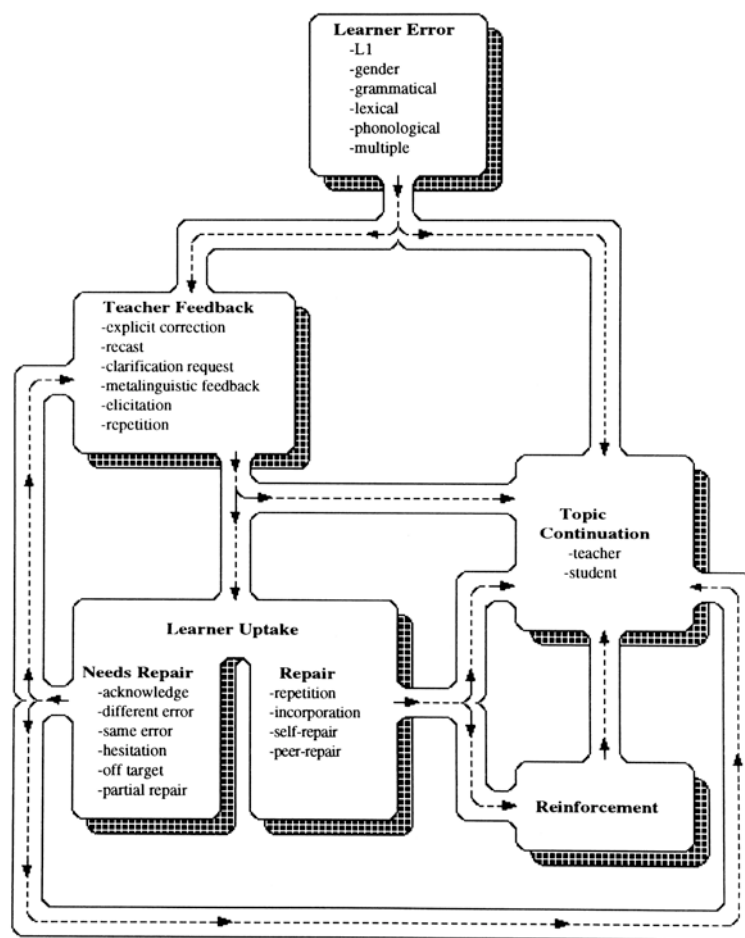 Learner Error
-L1
-gender
-grammatical
-lexical
-phonological
-multiple
Teacher Feedback
-explicit correction
-recast
-clarification request
-metalinguistic feedback
-elicitation
-repetition
Topic
Continuation
-teacher
-student
Learner Uptake
Needs Repair
-acknowledge
-different error
-same error
-hesitation
-off target
-partial repair
Repair
-repetition
-incorporation
-self-repair
-peer-repair
Reinforcement